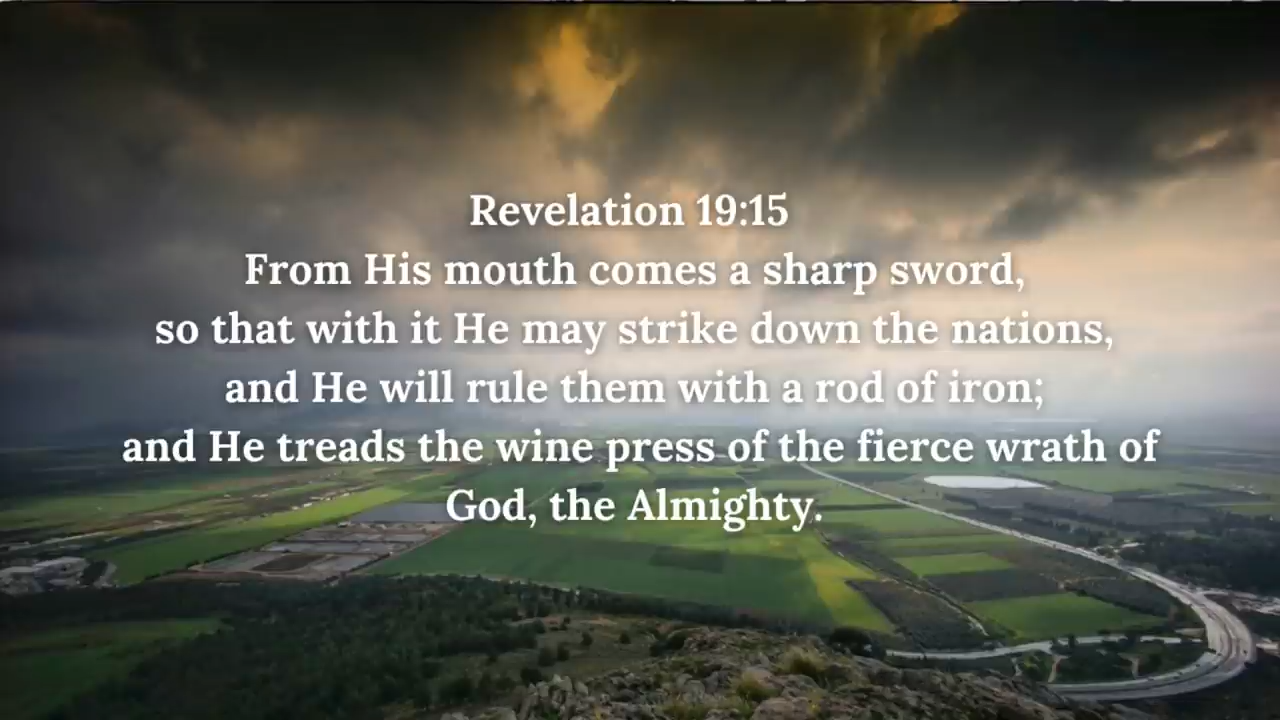 Revelation 19:15
From His mouth comes a sharp sword,
so that with it He may strike down the nations,
and He will rule them with a rod of iron;
and He treads the wine press of the fierce wrath of
God, the Almighty.